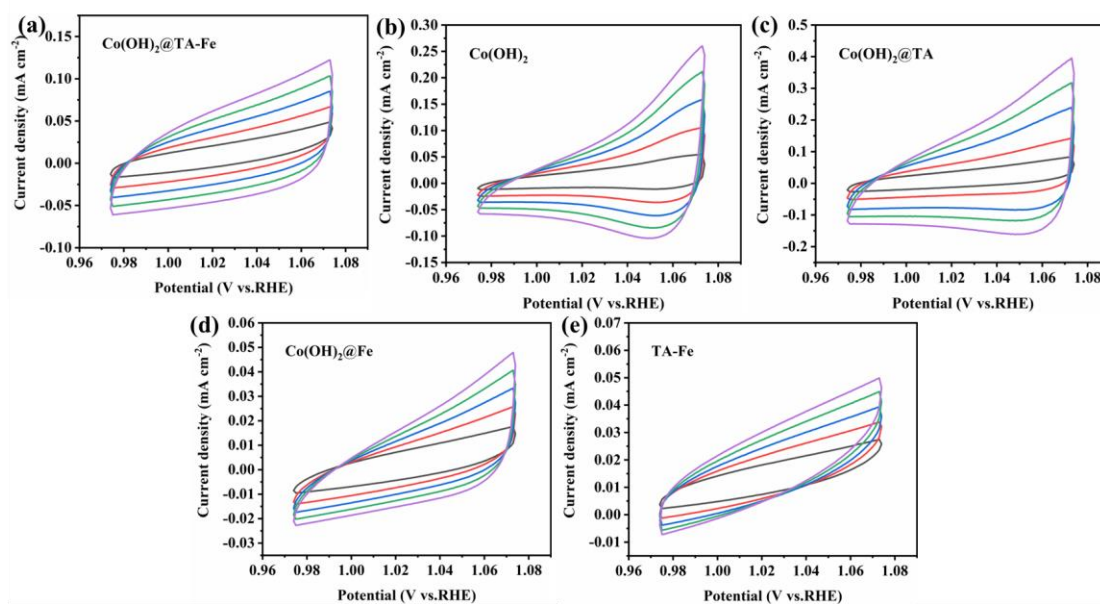 (a)
Co(OH)2@TA-Fe
Current density (mA cm-2)
0.15
0.10
0.05
0.00
-0.05
-0.10
0.96 0.98 1.00 1.02 1.04 1.06 1.08
Potential (V vs.RHE)
(b)
Co(OH)2
Current density (mA cm-2)
0.30
0.25
0.20
0.15
0.10
0.05
0.00
-0.05
-0.10
-0.15
0.96 0.98 1.00 1.02 1.04 1.06 1.08
Potential (V vs.RHE)
(c)
Co(OH)2@TA
Current density (mA cm-2)
0.5
0.4
0.3
0.2
0.1
0.0
-0.1
-0.2
0.96 0.98 1.00 1.02 1.04 1.06 1.08
Potential (V vs.RHE)
(d)
Co(OH)2@Fe
Current density (mA cm-2)
0.06
0.05
0.04
0.03
0.02
0.01
0.00
-0.01
-0.02
-0.03
0.96 0.98 1.00 1.02 1.04 1.06 1.08
Potential (V vs.RHE)
(e)
TA-Fe
Current density (mA cm-2)
0.07
0.06
0.05
0.04
0.03
0.02
0.01
0.00
-0.01
0.96 0.98 1.00 1.02 1.04 1.06 1.08
Potential (V vs.RHE)